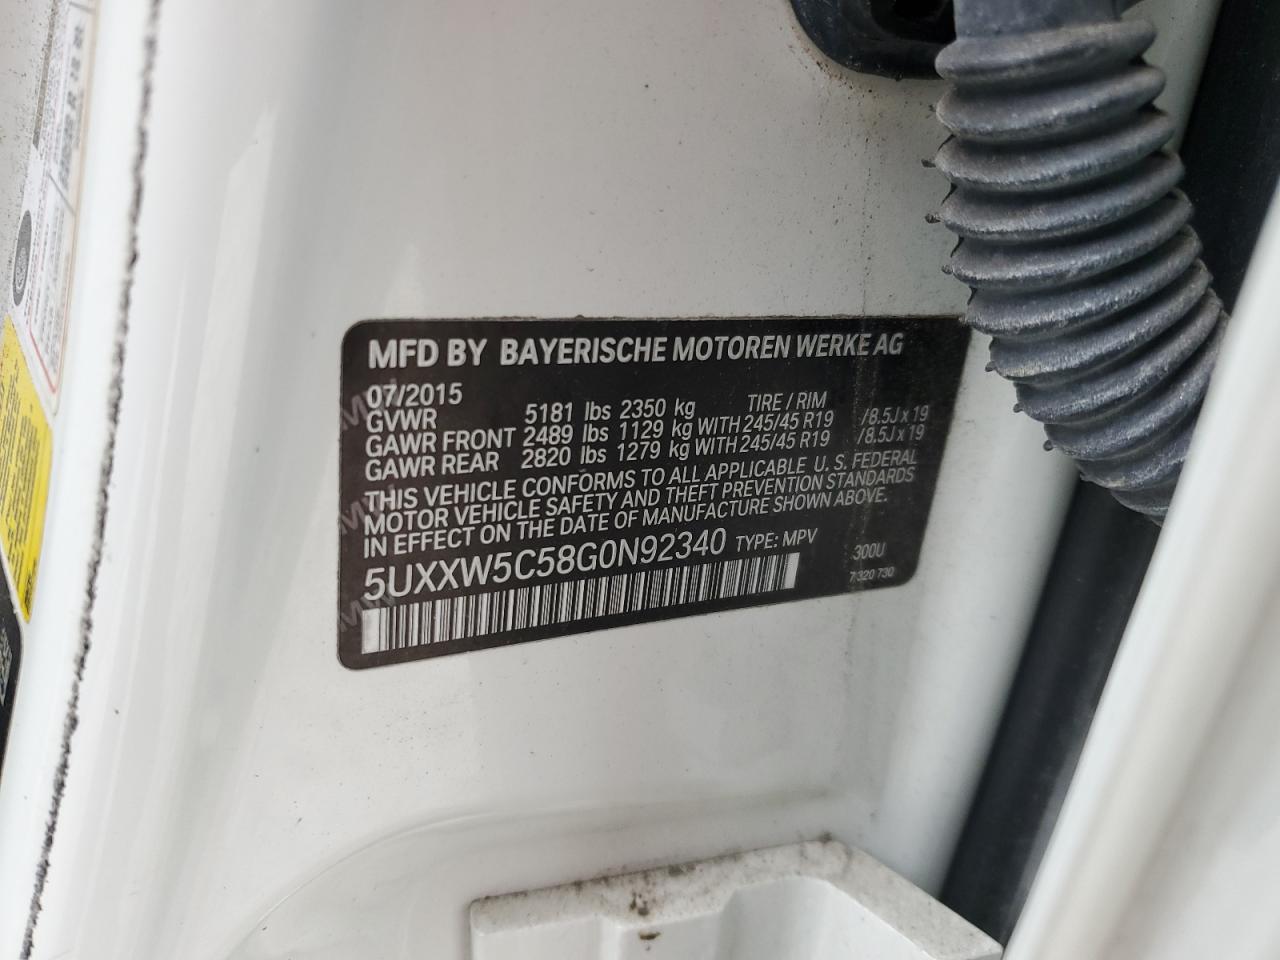 MFD BY BAYERISCHE MOTOREN WERKE AG
07/2015
GVWR 5181 lbs 2350 kg TIRE / RIM
GAWR FRONT 2489 lbs 1129 kg WITH 245/45 R19 /8.5J x 19
GAWR REAR 2820 lbs 1279 kg WITH 245/45 R19 /8.5J x 19
THIS VEHICLE CONFORMS TO ALL APPLICABLE U. S. FEDERAL
MOTOR VEHICLE SAFETY AND THEFT PREVENTION STANDARDS
IN EFFECT ON THE DATE OF MANUFACTURE SHOWN ABOVE.
5UXXW5C58G0N92340 TYPE: MPV 300U
7 320 730